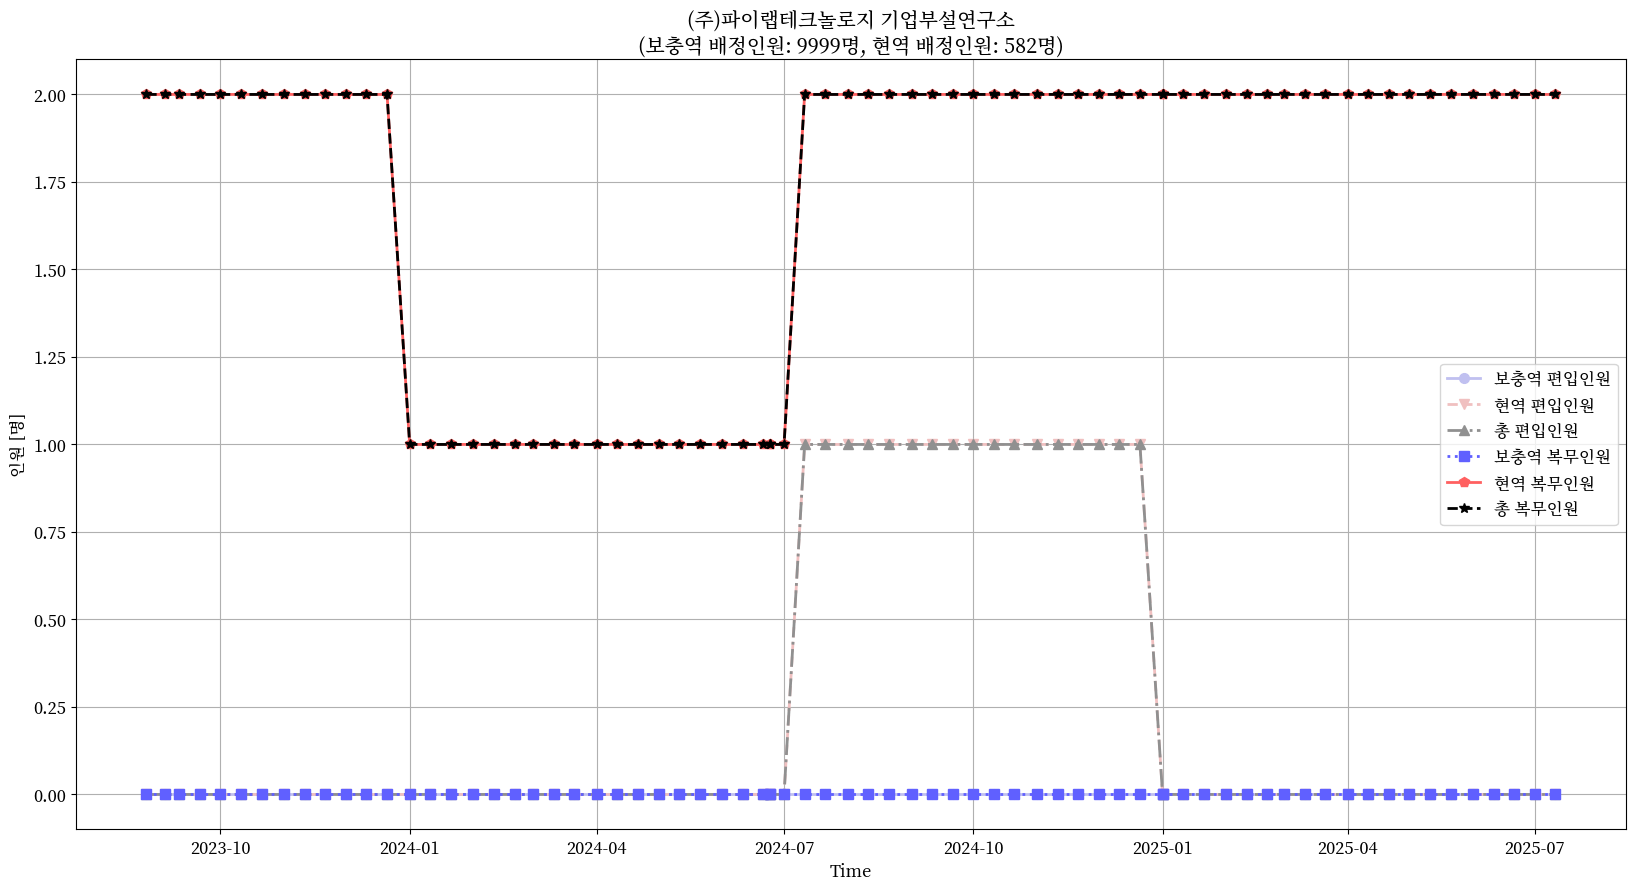 (주)파이랩테크놀로지 기업부설연구소
(보충역 배정인원: 9999명, 현역 배정인원: 582명)
인원 [명]
2.00
1.75
1.50
1.25
1.00
0.75
0.50
0.25
0.00
보충역 편입인원
현역 편입인원
총 편입인원
보충역 복무인원
현역 복무인원
총 복무인원
2023-10
2024-01
2024-04
2024-07
2024-10
2025-01
2025-04
2025-07
Time